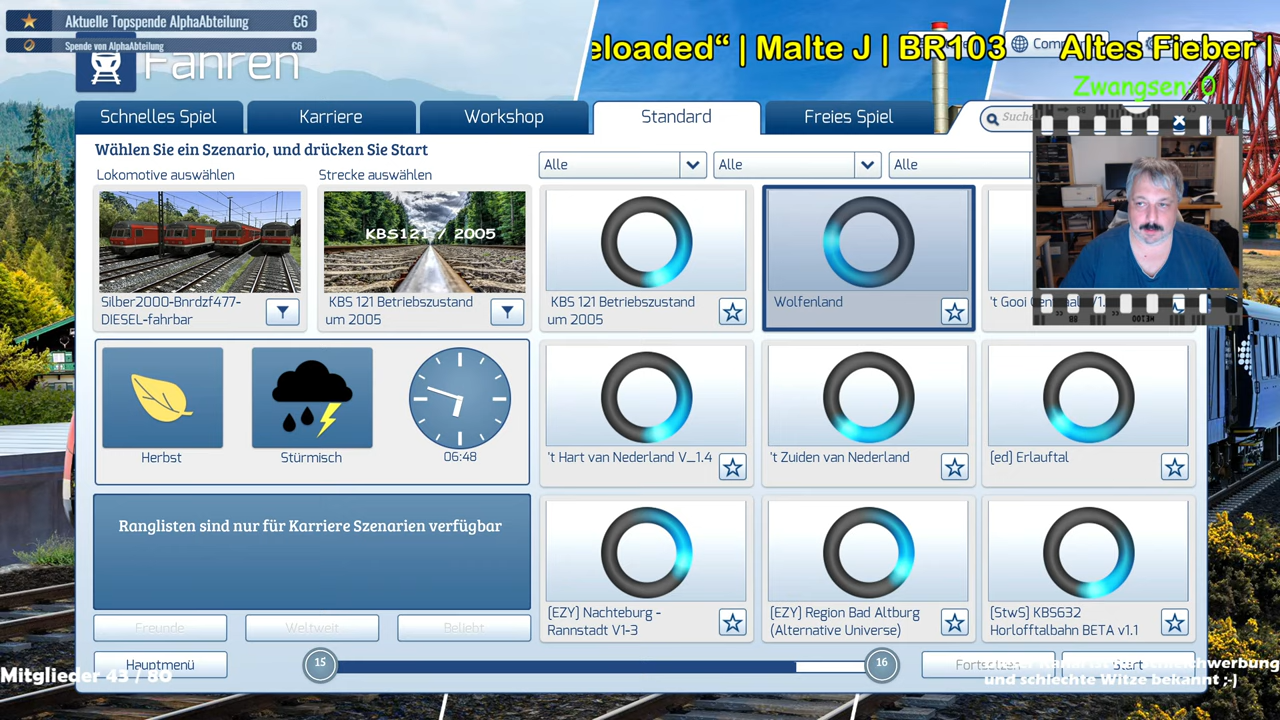 Aktuelle Topspende AlphaAbteilung €6
Spende von AlphaAbteilung €6
Fahren
eloaded“ | Malte J | BR103 Altes Fieber |
Zwangsen: 0
Schnelles Spiel Karriere Workshop Standard Freies Spiel
Suche
Wählen Sie ein Szenario, und drücken Sie Start
Alle Alle Alle
Lokomotive auswählen Strecke auswählen
KBS121 / 2005
Silber2000-Bnrdzf477-
DIESEL-fahrbar
KBS 121 Betriebszustand
um 2005
KBS 121 Betriebszustand
um 2005
Wolfenland
't Gooi
Herbst Stürmisch 06:48
't Hart van Nederland V_1.4
't Zuiden van Nederland
[ed] Erlauftal
Ranglisten sind nur für Karriere Szenarien verfügbar
[EZY] Nachteburg -
Rannstadt V1-3
[EZY] Region Bad Altburg
(Alternative Universe)
[StwS] KBS632
Horlofftalbahn BETA v1.1
Freunde Weltweit Beliebt
Hauptmenü 15 16
Mitglieder 43 / 80
und schlechte Witze bekannt ;-)